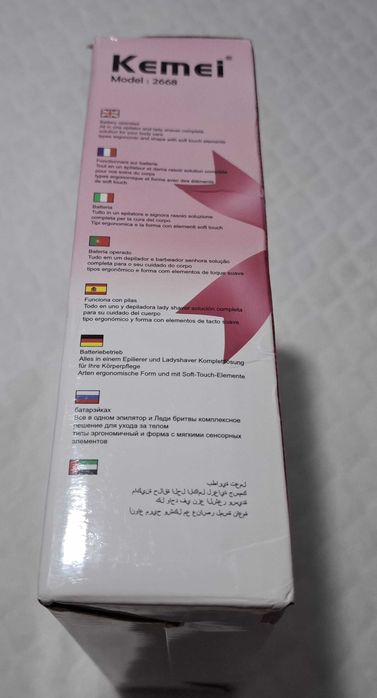 Kemei®
Model : 2668
Battery operated
All in one epilator and lady shaver complete
solution for your body care
types ergonomer and shape with soft touch elements
Fonctionnant sur batterie
Tout en un épilateur et dama rasoir solution complète
pour vos soins du corps
types ergonomique et forme avec des éléments
de soft touch
Batteria
Tutto in un epilatore e signora rasoio soluzione
completa per la cura del corpo
Tipi ergonomica e la forma con elementi soft touch
Bateria operado
Tudo em um depilador e barbeador senhora solução
completa para o seu cuidado do corpo
tipos ergonômico e forma com elementos de toque suave
Funciona con pilas
Todo en uno y depiladora lady shaver solución completa
para su cuidado del cuerpo
tipo ergonómico y forma con elementos de tacto suave
Batteriebetrieb
Alles in einem Epilierer und Ladyshaver Komplettlösung
für Ihre Körperpflege
Arten ergonomische Form und mit Soft-Touch-Elemente
батарэйках
Все в одном эпилятор и Леди бритвы комплексное
решение для ухода за телом
типы эргономичный и форма с мягкими сенсорных
элементов